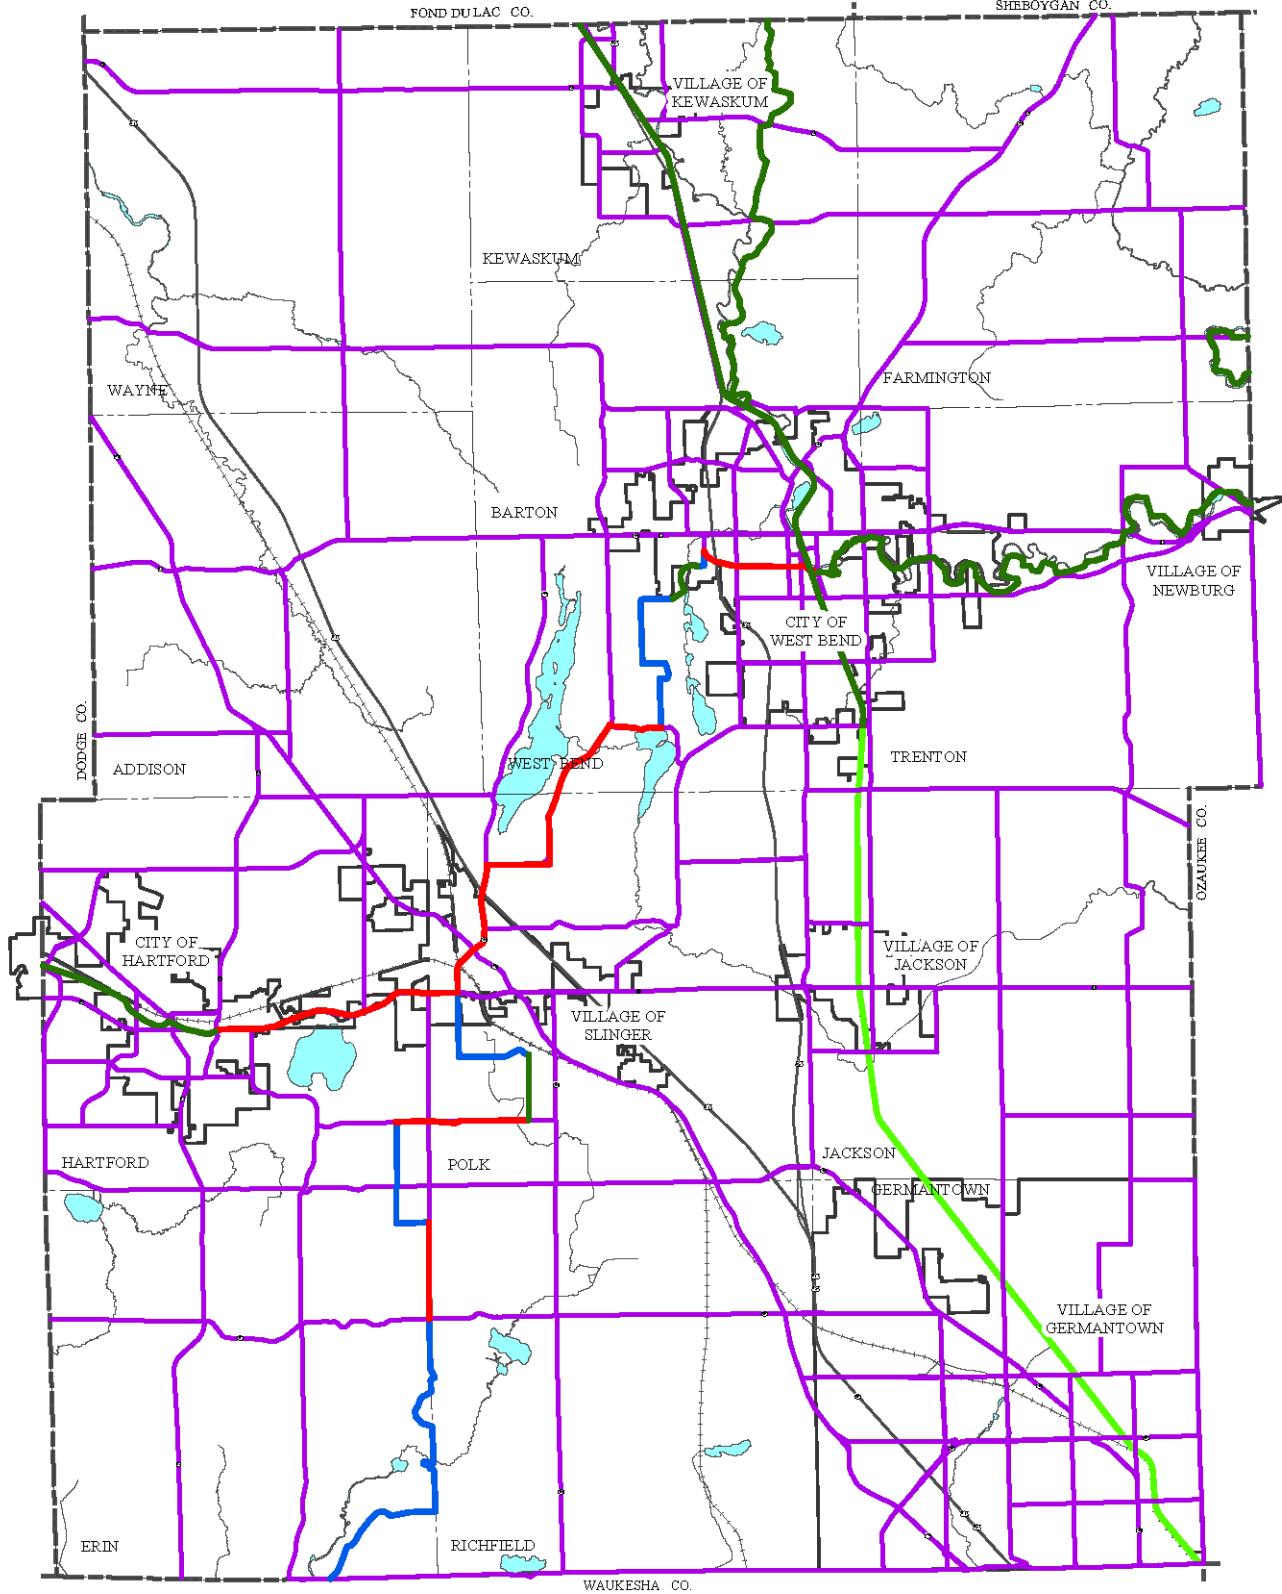 FOND DU LAC CO.
SHEBOYGAN CO.
VILLAGE OF
KEWASKUM
KEWASKUM
WAYNE
FARMINGTON
BARTON
VILLAGE OF
NEWBURG
CITY OF
WEST BEND
DODGE CO.
ADDISON
WEST BEND
TRENTON
OZAUKEE CO.
CITY OF
HARTFORD
VILLAGE OF
JACKSON
VILLAGE OF
SLINGER
HARTFORD
POLK
JACKSON
GERMANTOWN
VILLAGE OF
GERMANTOWN
ERIN
RICHFIELD
WAUKESHA CO.